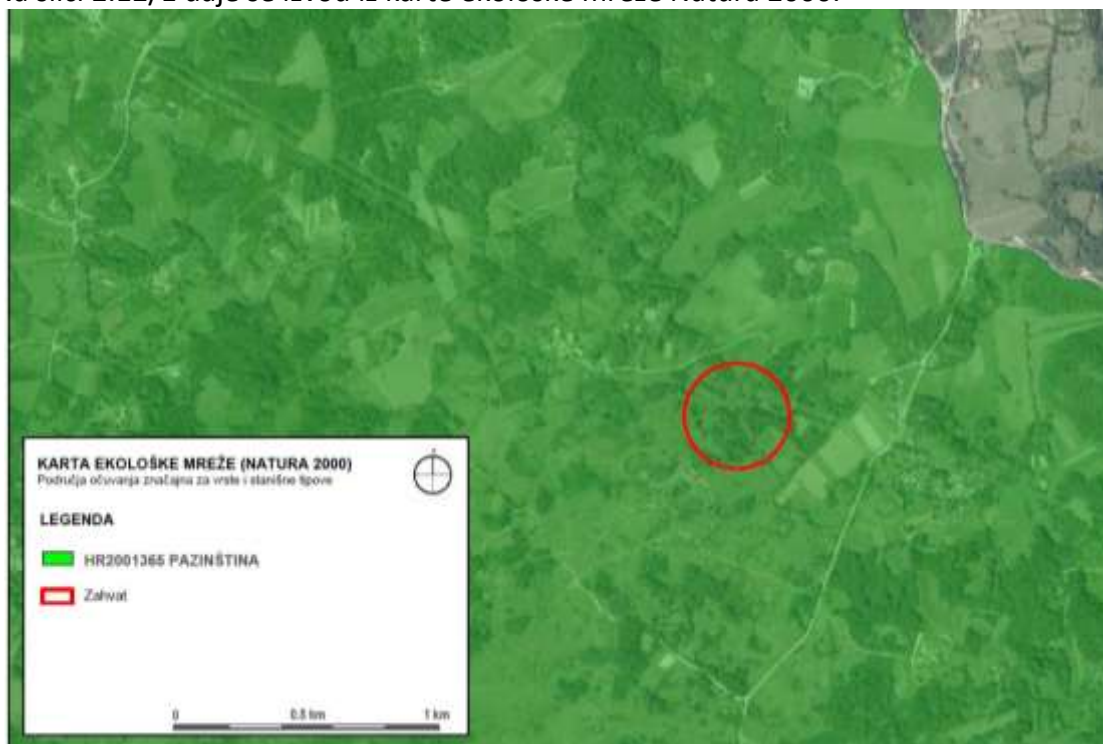 KARTA EKOLOŠKE MREŽE (NATURA 2000)
Područja očuvanja značajna za vrste i stanišne tipove
LEGENDA
HR2001365 PAZINŠTINA
Zahvat
0 0.5 km 1 km